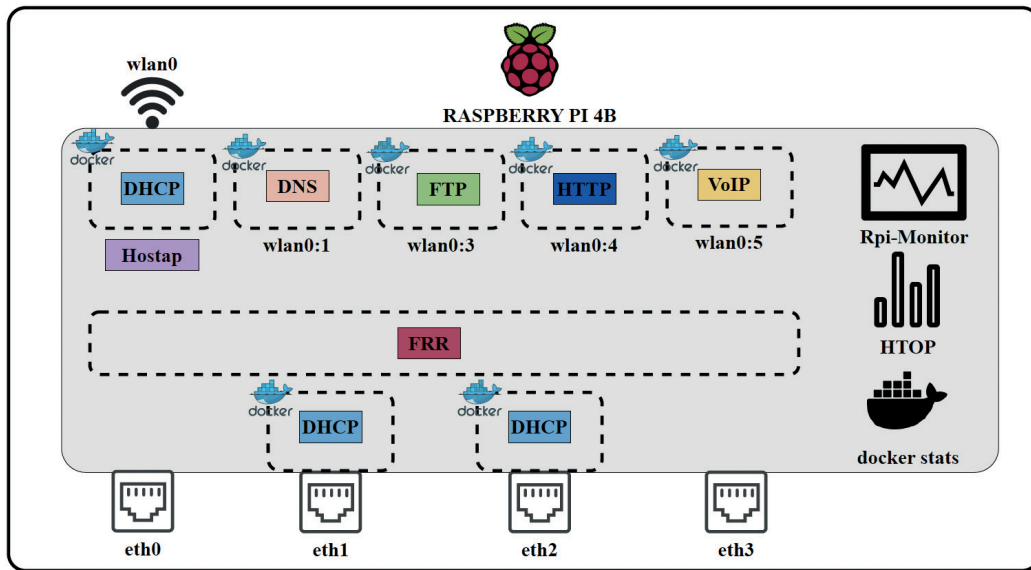 wlan0
RASPBERRY PI 4B
docker
DHCP
docker
DNS
docker
FTP
docker
HTTP
docker
VoIP
Hostap
wlan0:1
wlan0:3
wlan0:4
wlan0:5
Rpi-Monitor
FRR
HTOP
docker
DHCP
docker
DHCP
docker stats
eth0
eth1
eth2
eth3